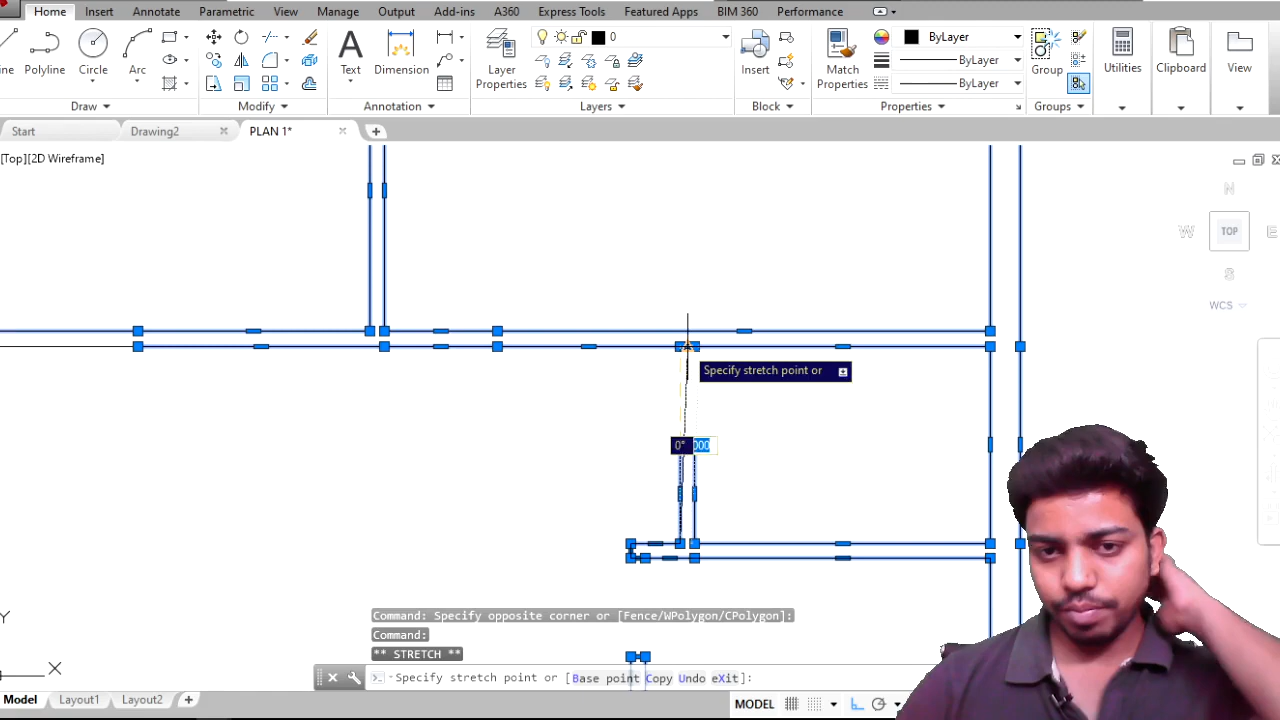 Home Insert Annotate Parametric View Manage Output Add-ins A360 Express Tools Featured Apps BIM 360 Performance
0 ByLayer
Polyline Circle Arc Text Dimension Layer Properties Insert Match Properties ByLayer ByLayer Group Utilities Clipboard View
Draw Modify Annotation Layers Block Properties Groups
Start Drawing2 PLAN 1* +
[Top][2D Wireframe]
N
W TOP E
S
WCS
Specify stretch point or
0°
Command: Specify opposite corner or [Fence/WPolygon/CPolygon]:
Command:
** STRETCH **
Specify stretch point or [Base point Copy Undo eXit]:
Y
X
Model Layout1 Layout2 + MODEL